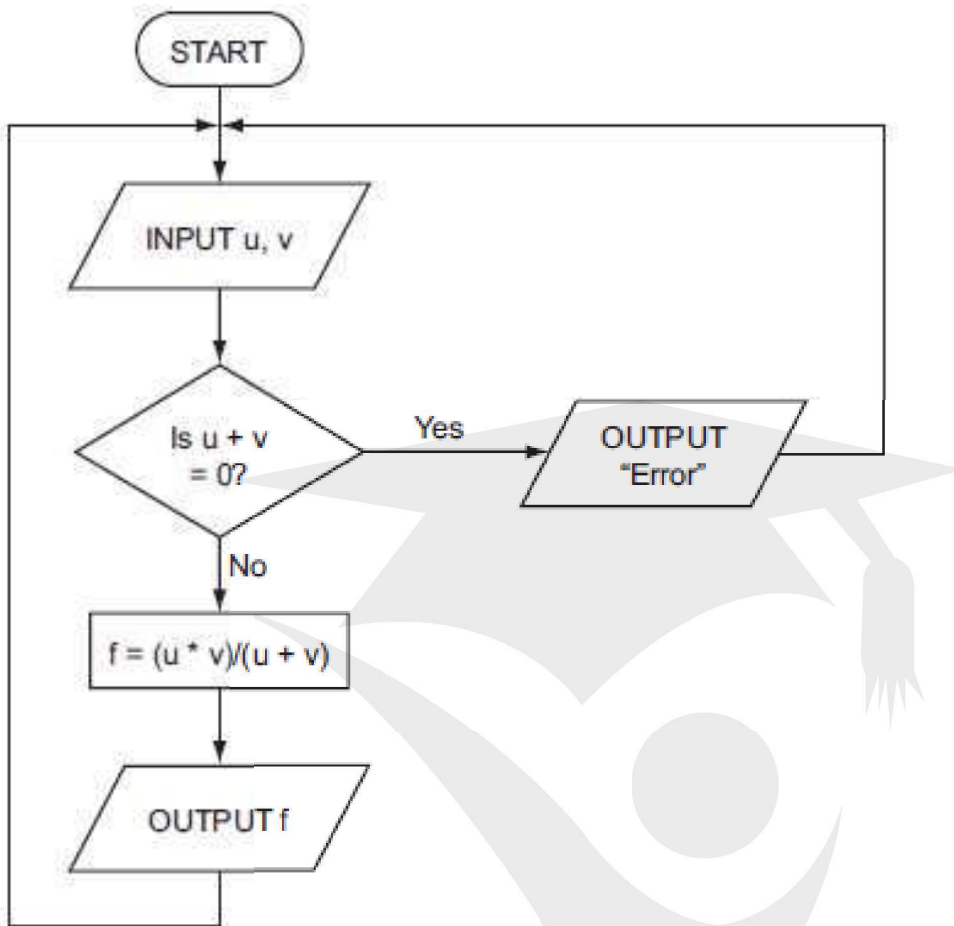 START
INPUT u, v
Is u + v
= 0?
Yes
OUTPUT
“Error”
No
f = (u * v)/(u + v)
OUTPUT f